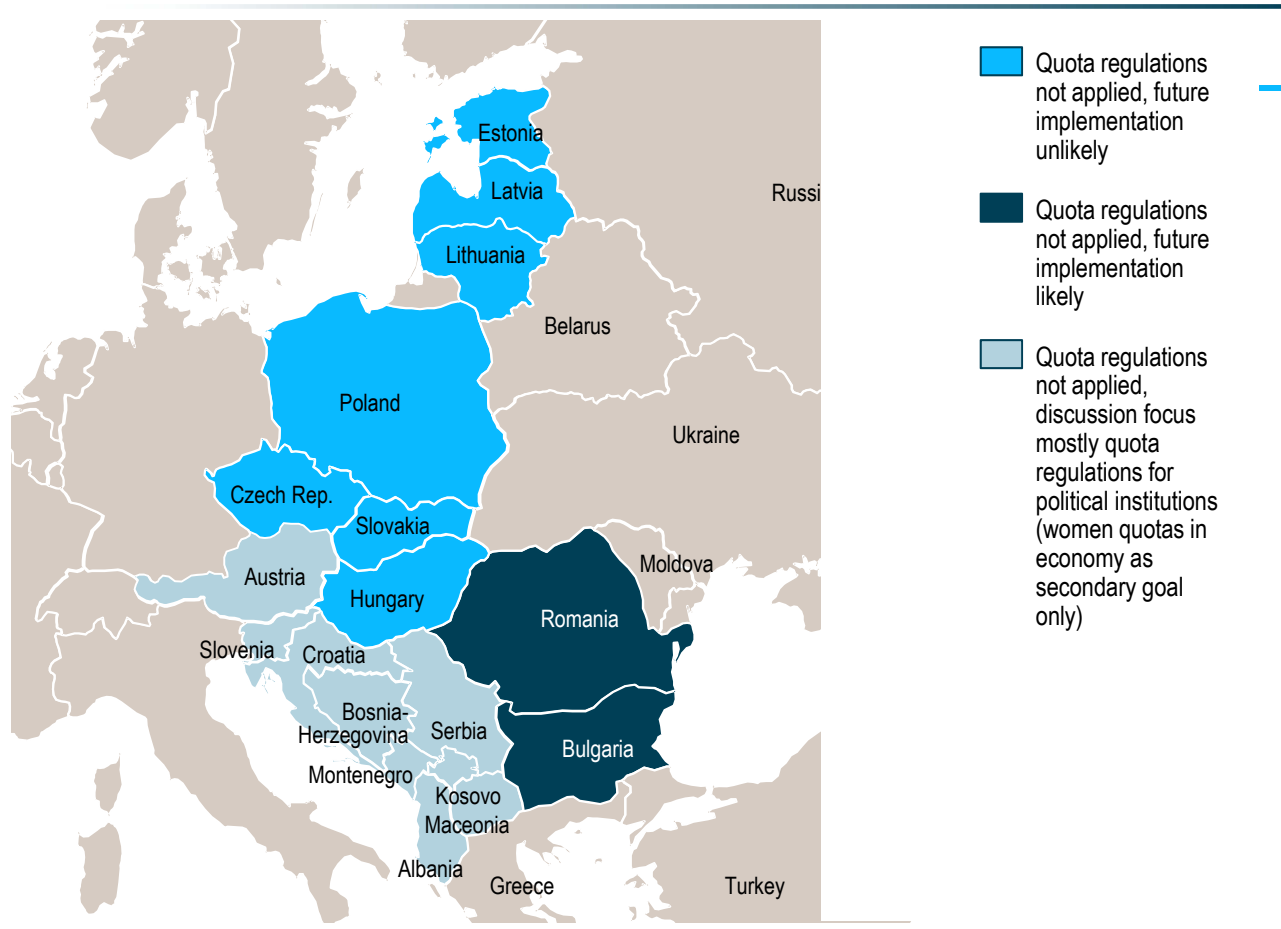 Estonia
Latvia
Lithuania
Russi
Belarus
Poland
Ukraine
Czech Rep.
Slovakia
Austria
Moldova
Hungary
Romania
Slovenia
Croatia
Bosnia-
Herzegovina
Serbia
Bulgaria
Montenegro
Kosovo
Maceonia
Albania
Greece
Turkey
Quota regulations
not applied, future
implementation
unlikely
Quota regulations
not applied, future
implementation
likely
Quota regulations
not applied,
discussion focus
mostly quota
regulations for
political institutions
(women quotas in
economy as
secondary goal
only)